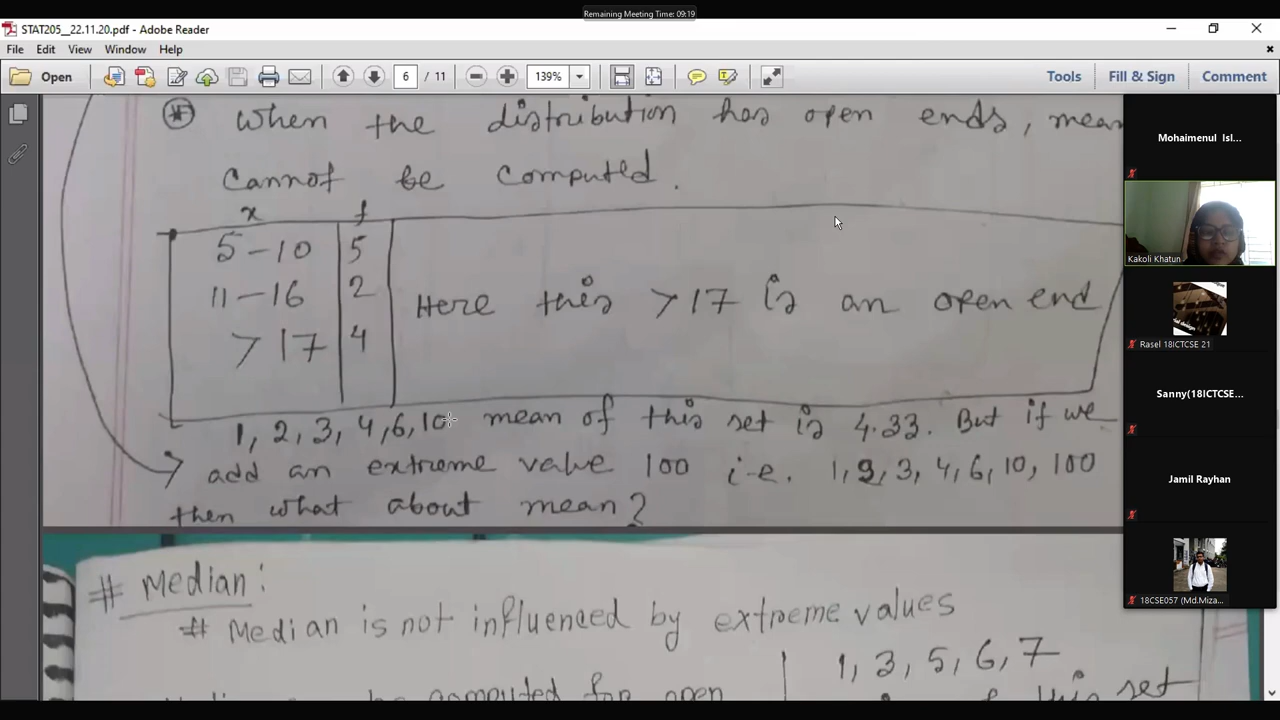 Remaining Meeting Time: 09:19
STAT205__22.11.20.pdf - Adobe Reader
File Edit View Window Help
Open 6 / 11 139% Tools Fill & Sign Comment
When the distribution has open ends, mean
cannot be computed.
x f
5-10 5
11-16 2
>17 4
Here this >17 is an open end
1, 2, 3, 4, 6, 10 mean of this set is 4.33. But if we
add an extreme value 100 i.e. 1, 2, 3, 4, 6, 10, 100
then what about mean?
# Median:
# Median is not influenced by extreme values
1, 3, 5, 6, 7
computed for open
this set
Mohaimenul Isl...
Kakoli Khatun
Rasel 18ICTCSE 21
Sanny(18ICTCSE...
Jamil Rayhan
18CSE057 (Md.Miza...